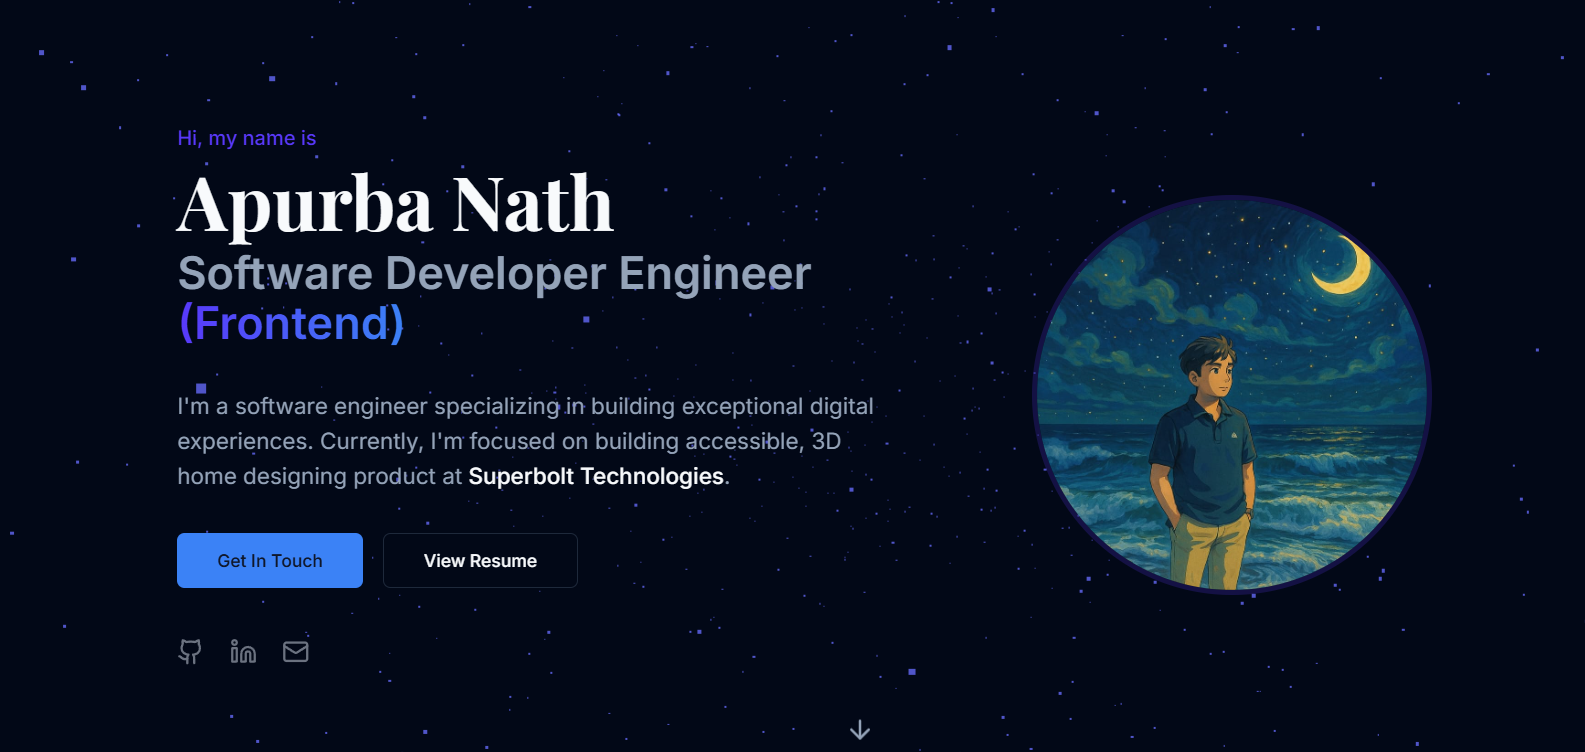 Hi, my name is
Apurba Nath
Software Developer Engineer
(Frontend)
I'm a software engineer specializing in building exceptional digital
experiences. Currently, I'm focused on building accessible, 3D
home designing product at Superbolt Technologies.
Get In Touch
View Resume